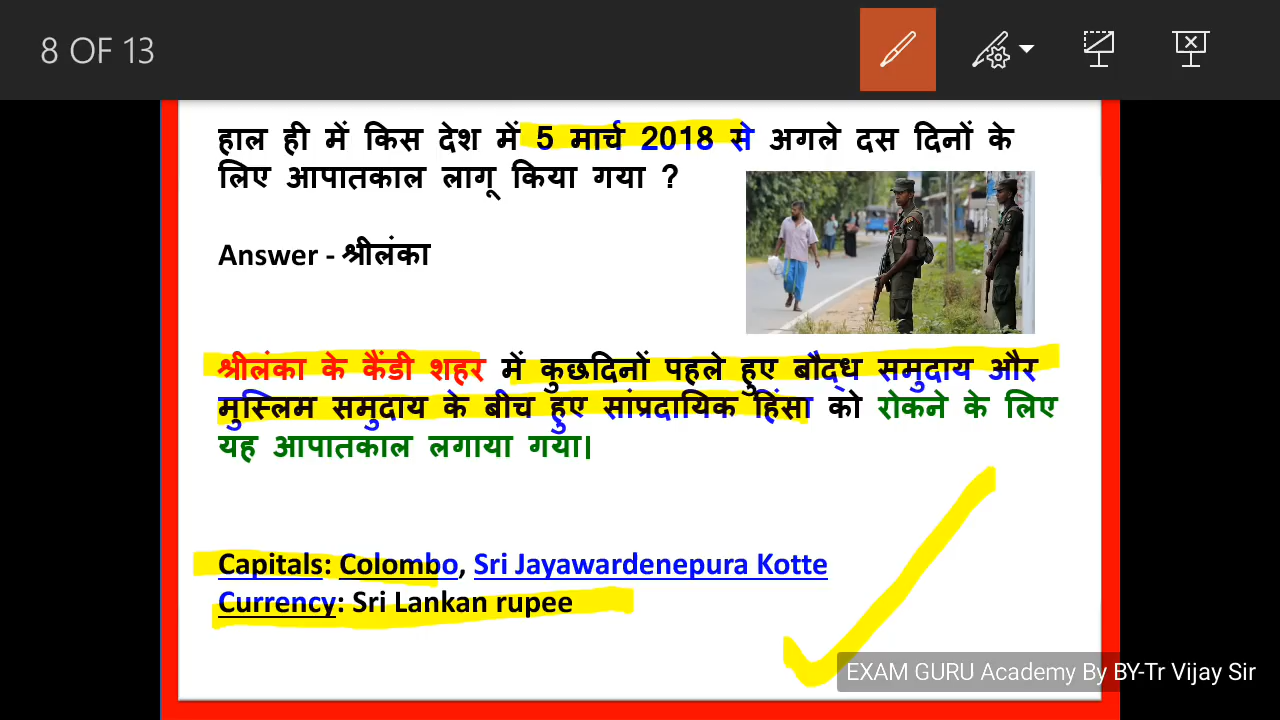 8 OF 13
हाल ही में किस देश में 5 मार्च 2018 से अगले दस दिनों के
लिए आपातकाल लागू किया गया ?
Answer - श्रीलंका
श्रीलंका के कैंडी शहर में कुछदिनों पहले हुए बौद्ध समुदाय और
मुस्लिम समुदाय के बीच हुए सांप्रदायिक हिंसा को रोकने के लिए
यह आपातकाल लगाया गया।
Capitals: Colombo, Sri Jayawardenepura Kotte
Currency: Sri Lankan rupee
EXAM GURU Academy By BY-Tr Vijay Sir